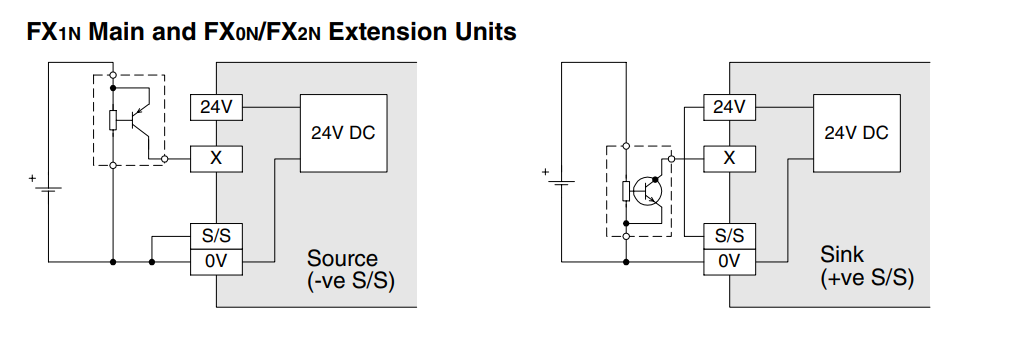 FX1N Main and FX0N/FX2N Extension Units
24V
X
S/S
0V
24V DC
Source
(-ve S/S)
+
24V
X
S/S
0V
24V DC
Sink
(+ve S/S)
+